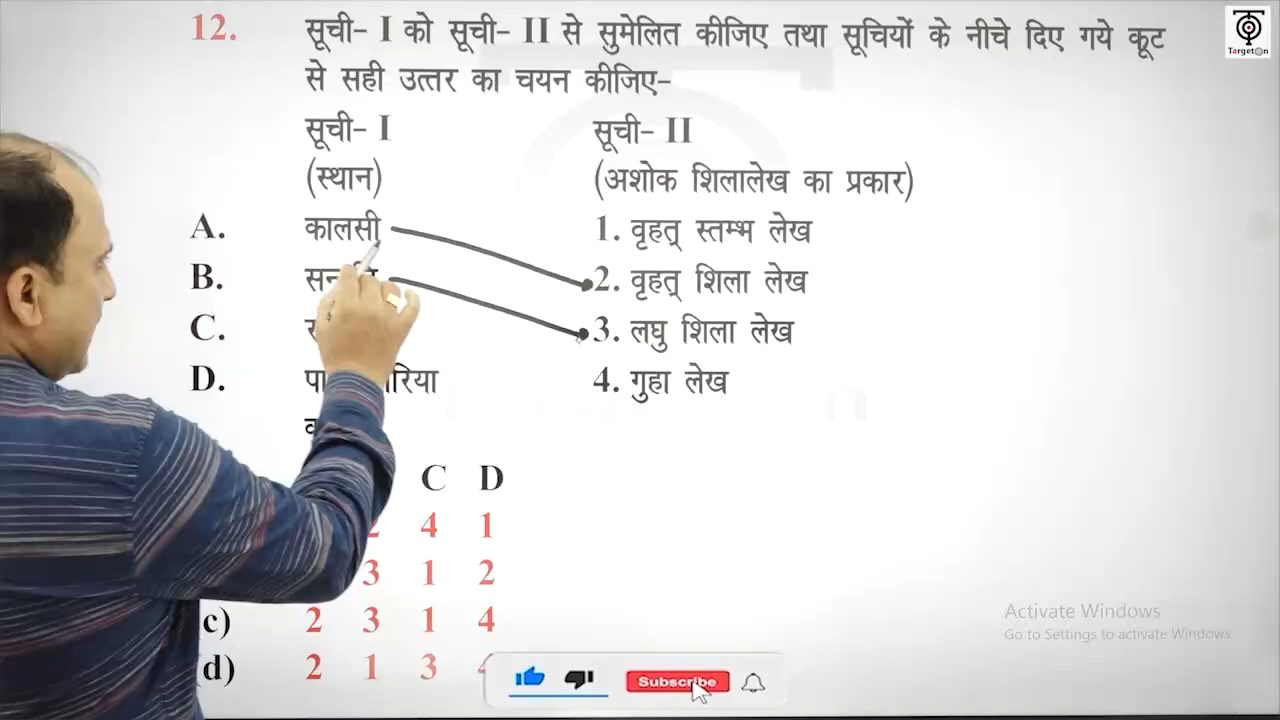 12. सूची- I को सूची- II से सुमेलित कीजिए तथा सूचियों के नीचे दिए गये कूट
से सही उत्तर का चयन कीजिए-
सूची- I सूची- II
(स्थान) (अशोक शिलालेख का प्रकार)
A. कालसी 1. वृहत् स्तम्भ लेख
B. 2. वृहत् शिला लेख
C. 3. लघु शिला लेख
D. 4. गुहा लेख
C D
2 4 1
3 1 2
(c) 2 3 1 4
(d) 2 1 3
TargetOn
Activate Windows
Go to Settings to activate Windows
Subscribe